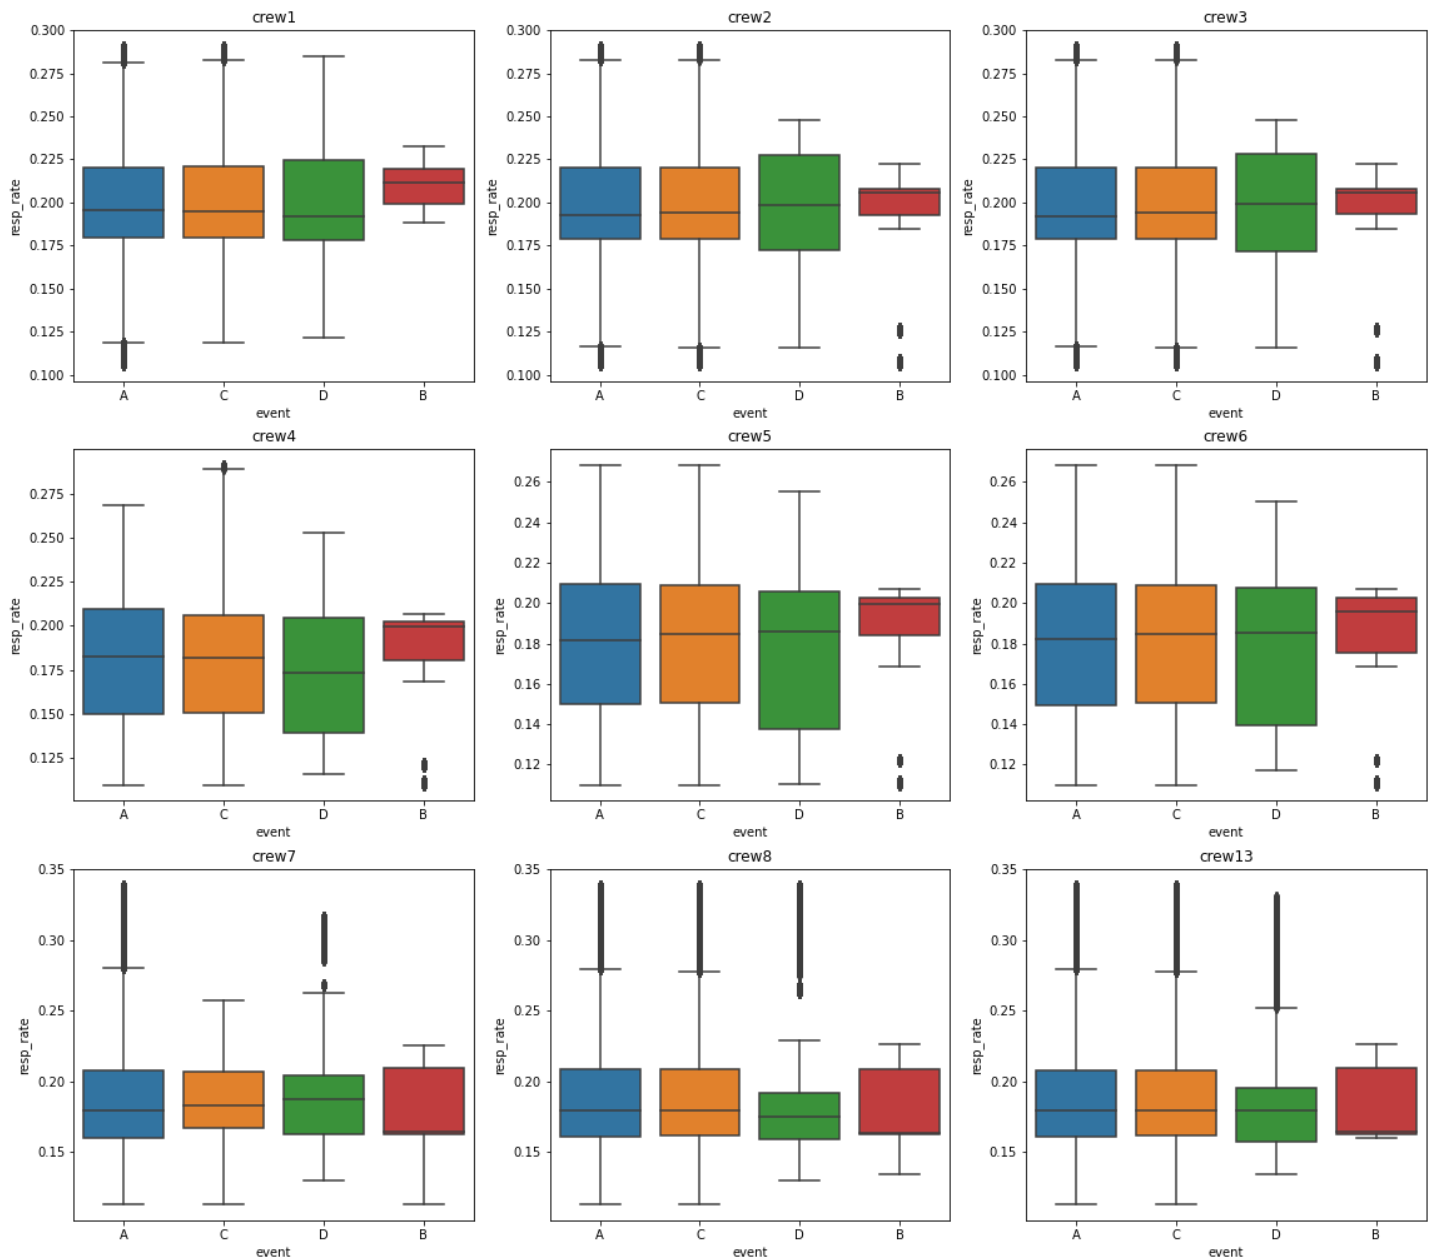 crew1
crew2
crew3
0.300
0.275
0.250
0.225
0.200
0.175
0.150
0.125
0.100
resp_rate
A C D B
event
0.300
0.275
0.250
0.225
0.200
0.175
0.150
0.125
0.100
resp_rate
A C D B
event
0.300
0.275
0.250
0.225
0.200
0.175
0.150
0.125
0.100
resp_rate
A C D B
event
crew4
crew5
crew6
0.275
0.250
0.225
0.200
0.175
0.150
0.125
resp_rate
A C D B
event
0.26
0.24
0.22
0.20
0.18
0.16
0.14
0.12
resp_rate
A C D B
event
0.26
0.24
0.22
0.20
0.18
0.16
0.14
0.12
resp_rate
A C D B
event
crew7
crew8
crew13
0.35
0.30
0.25
0.20
0.15
resp_rate
A C D B
event
0.35
0.30
0.25
0.20
0.15
resp_rate
A C D B
event
0.35
0.30
0.25
0.20
0.15
resp_rate
A C D B
event